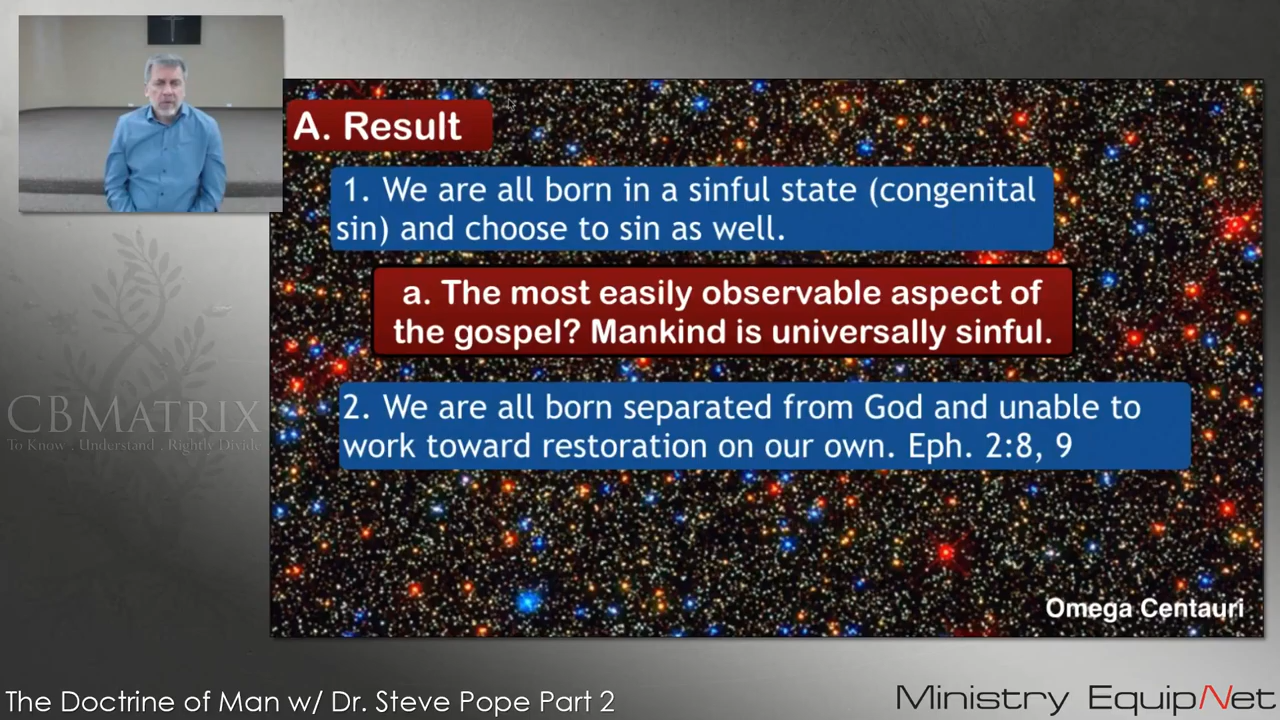 A. Result
1. We are all born in a sinful state (congenital
sin) and choose to sin as well.
a. The most easily observable aspect of
the gospel? Mankind is universally sinful.
2. We are all born separated from God and unable to
work toward restoration on our own. Eph. 2:8, 9
CBMATRIX
To Know . Understand . Rightly Divide
Omega Centauri
The Doctrine of Man w/ Dr. Steve Pope Part 2
Ministry EquipNet